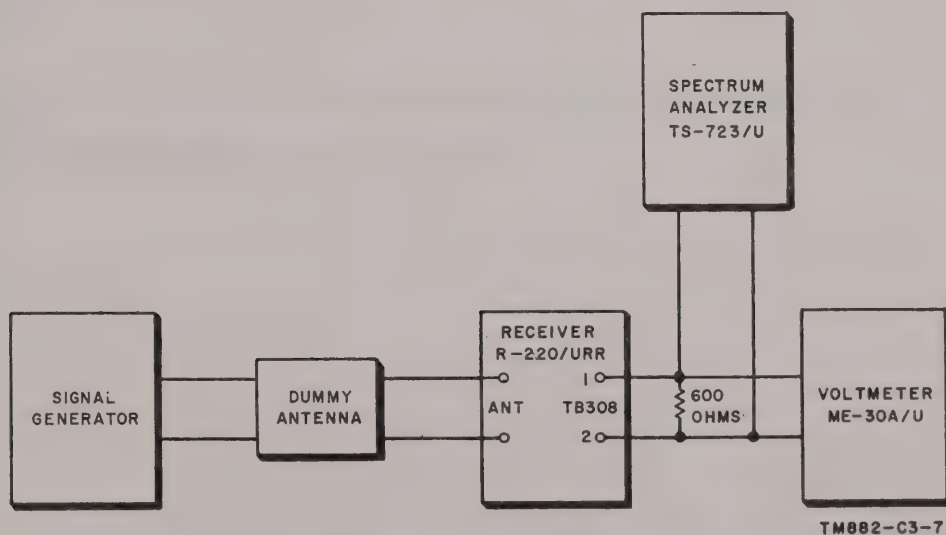 SPECTRUM
ANALYZER
TS-723/U
SIGNAL
GENERATOR
DUMMY
ANTENNA
RECEIVER
R-220/URR
ANT
1
TB308
2
600
OHMS
VOLTMETER
ME-30A/U
TM882-C3-7